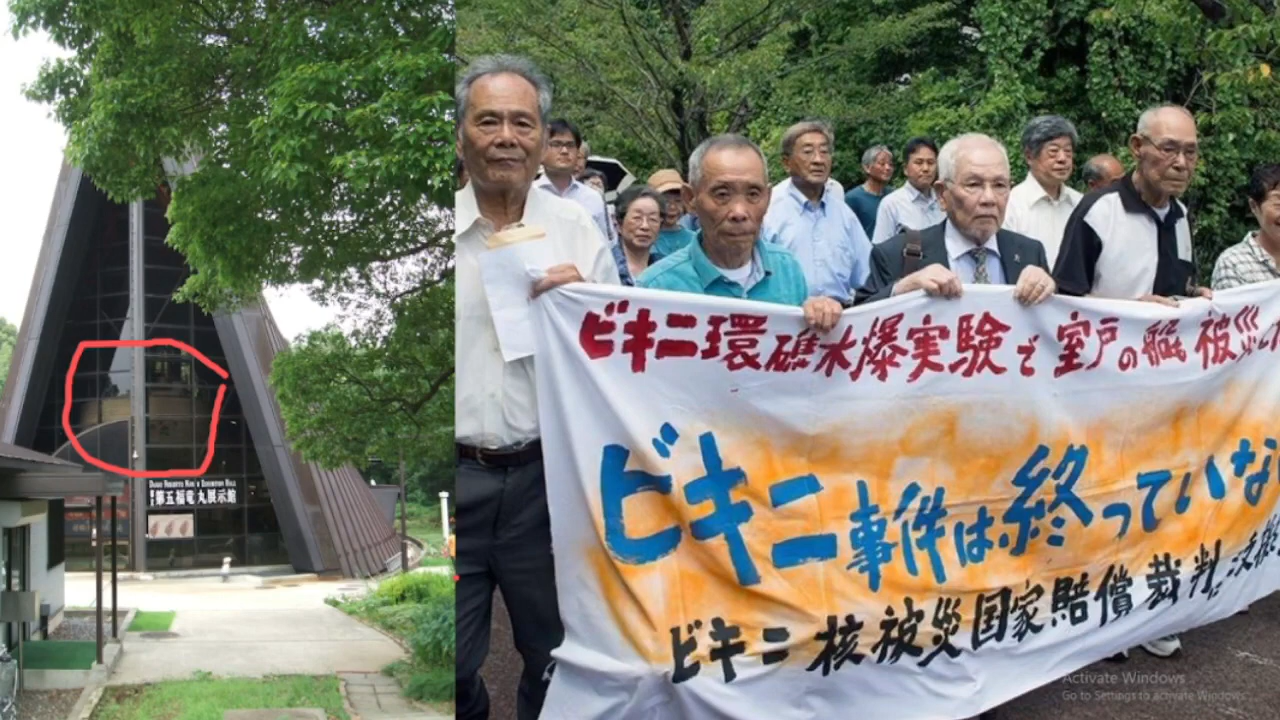 第五福竜丸展示館
ビキニ環礁水爆実験で室戸の船被災
ビキニ事件は終っていない
ビキニ核被災国家賠償裁判
Activate Windows
Go to Settings to activate Windows.